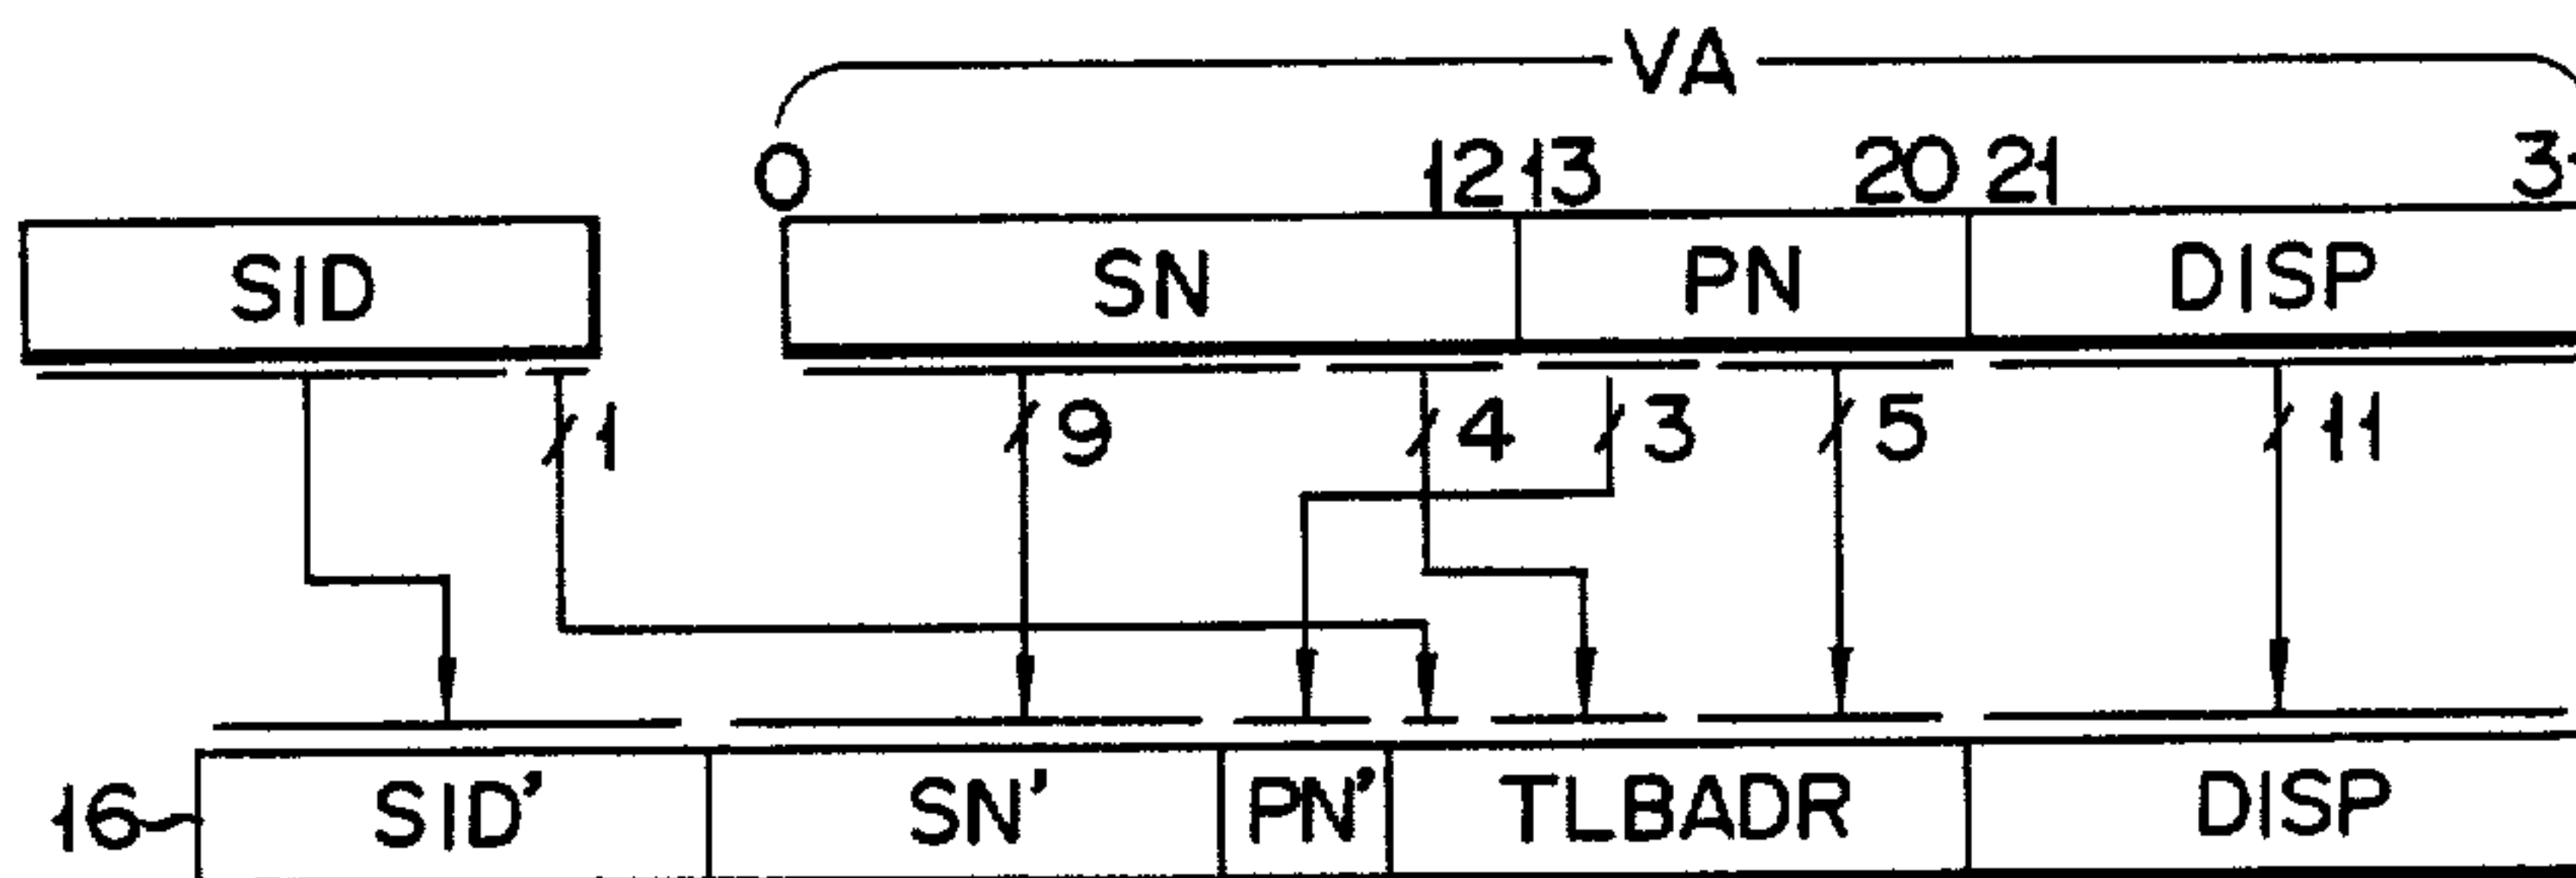 VA
0 12 13 20 21 3
SID SN PN DISP
1 9 4 3 5 11
16 SID' SN' PN' TLBADR DISP